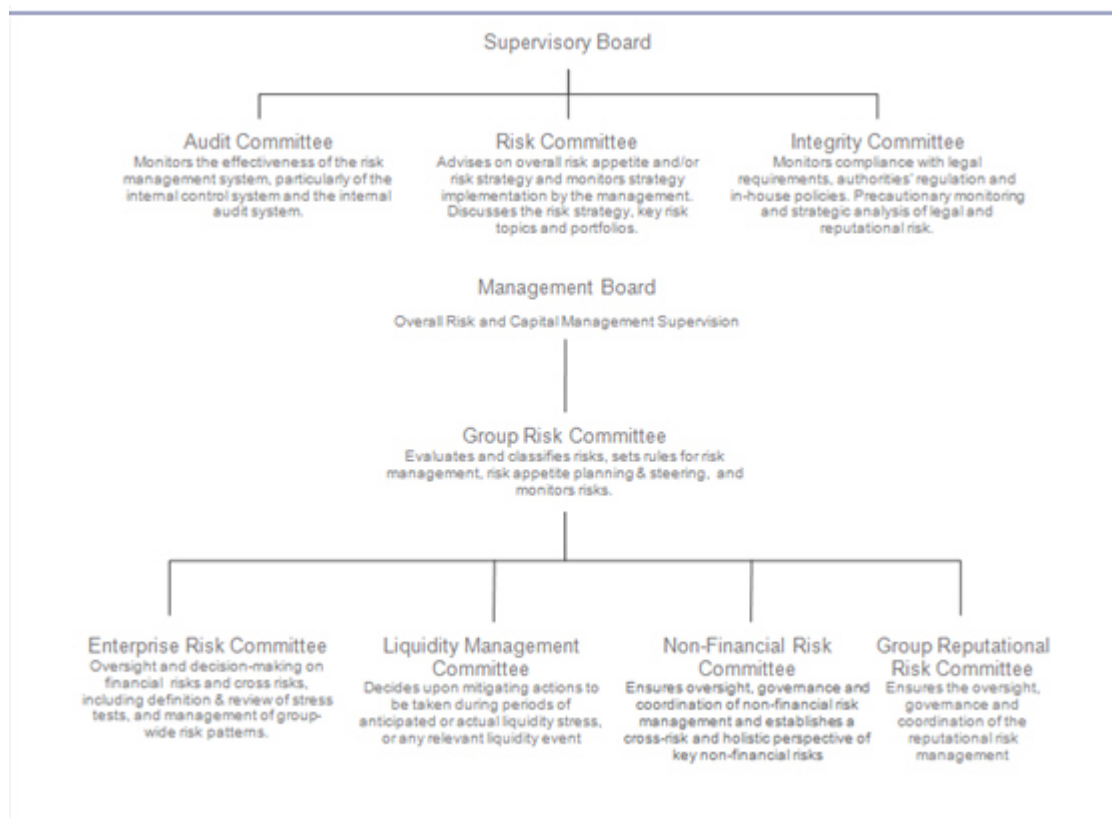 Supervisory Board
Audit Committee
Monitors the effectiveness of the risk
management system, particularly of the
internal control system and the internal
audit system.
Risk Committee
Advises on overall risk appetite and/or
risk strategy and monitors strategy
implementation by the management.
Discusses the risk strategy, key risk
topics and portfolios.
Integrity Committee
Monitors compliance with legal
requirements, authorities' regulation and
in-house policies. Precautionary monitoring
and strategic analysis of legal and
reputational risk.
Management Board
Overall Risk and Capital Management Supervision
Group Risk Committee
Evaluates and classifies risks, sets rules for risk
management, risk appetite planning & steering, and
monitors risks.
Enterprise Risk Committee
Oversight and decision-making on
financial risks and cross risks,
including definition & review of stress
tests, and management of group-
wide risk patterns.
Liquidity Management
Committee
Decides upon mitigating actions to
be taken during periods of
anticipated or actual liquidity stress,
or any relevant liquidity event
Non-Financial Risk
Committee
Ensures oversight, governance and
coordination of non-financial risk
management and establishes a
cross-risk and holistic perspective of
key non-financial risks
Group Reputational
Risk Committee
Ensures the oversight,
governance and
coordination of the
reputational risk
management